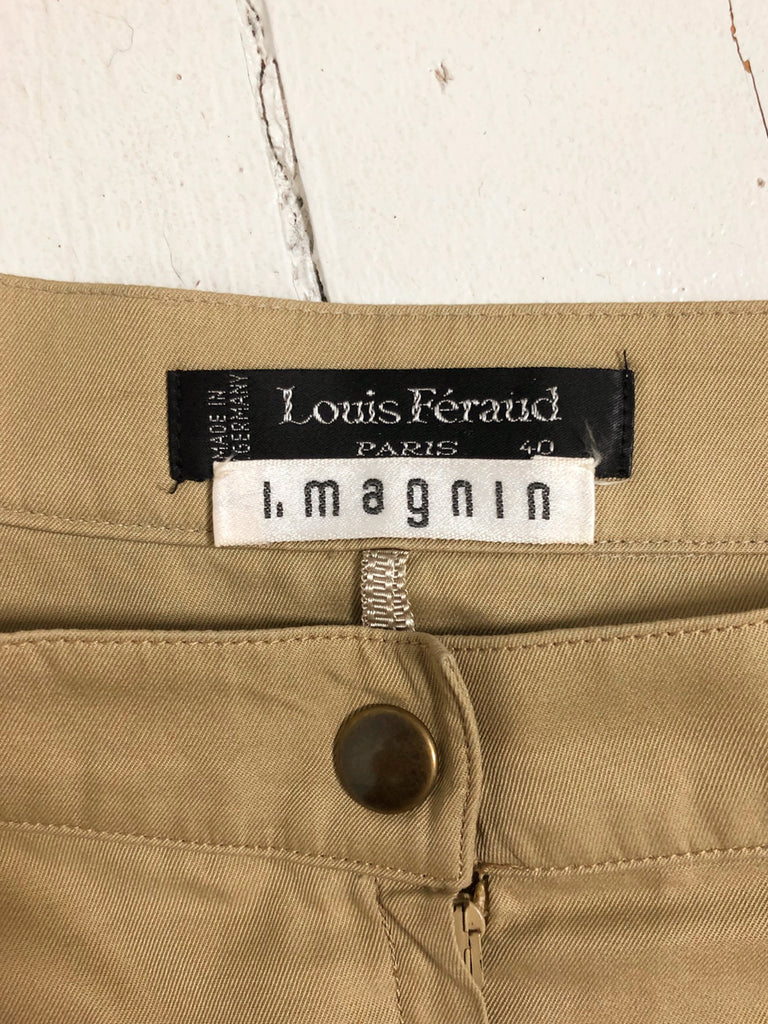 MADE IN
GERMANY
Louis Féraud
PARIS 40
I. magnin